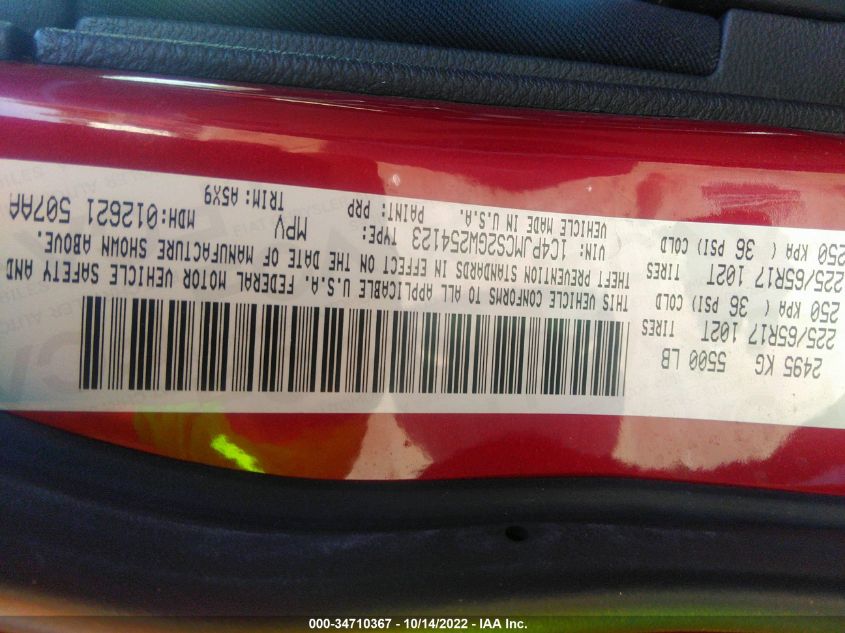 2495 KG 5500 LB
225/65R17 102T TIRES
250 KPA ( 36 PSI) COLD
225/65R17 102T TIRES
250 KPA ( 36 PSI) COLD
THIS VEHICLE CONFORMS TO ALL APPLICABLE U.S.A. FEDERAL MOTOR VEHICLE SAFETY AND
THEFT PREVENTION STANDARDS IN EFFECT ON THE DATE OF MANUFACTURE SHOWN ABOVE.
VIN: 1C4PJMCS2GW254123 TYPE: MPV MDH:012621 507AA
VEHICLE MADE IN U.S.A. PAINT: PRP TRIM: A5X9
000-34710367 - 10/14/2022 - IAA Inc.